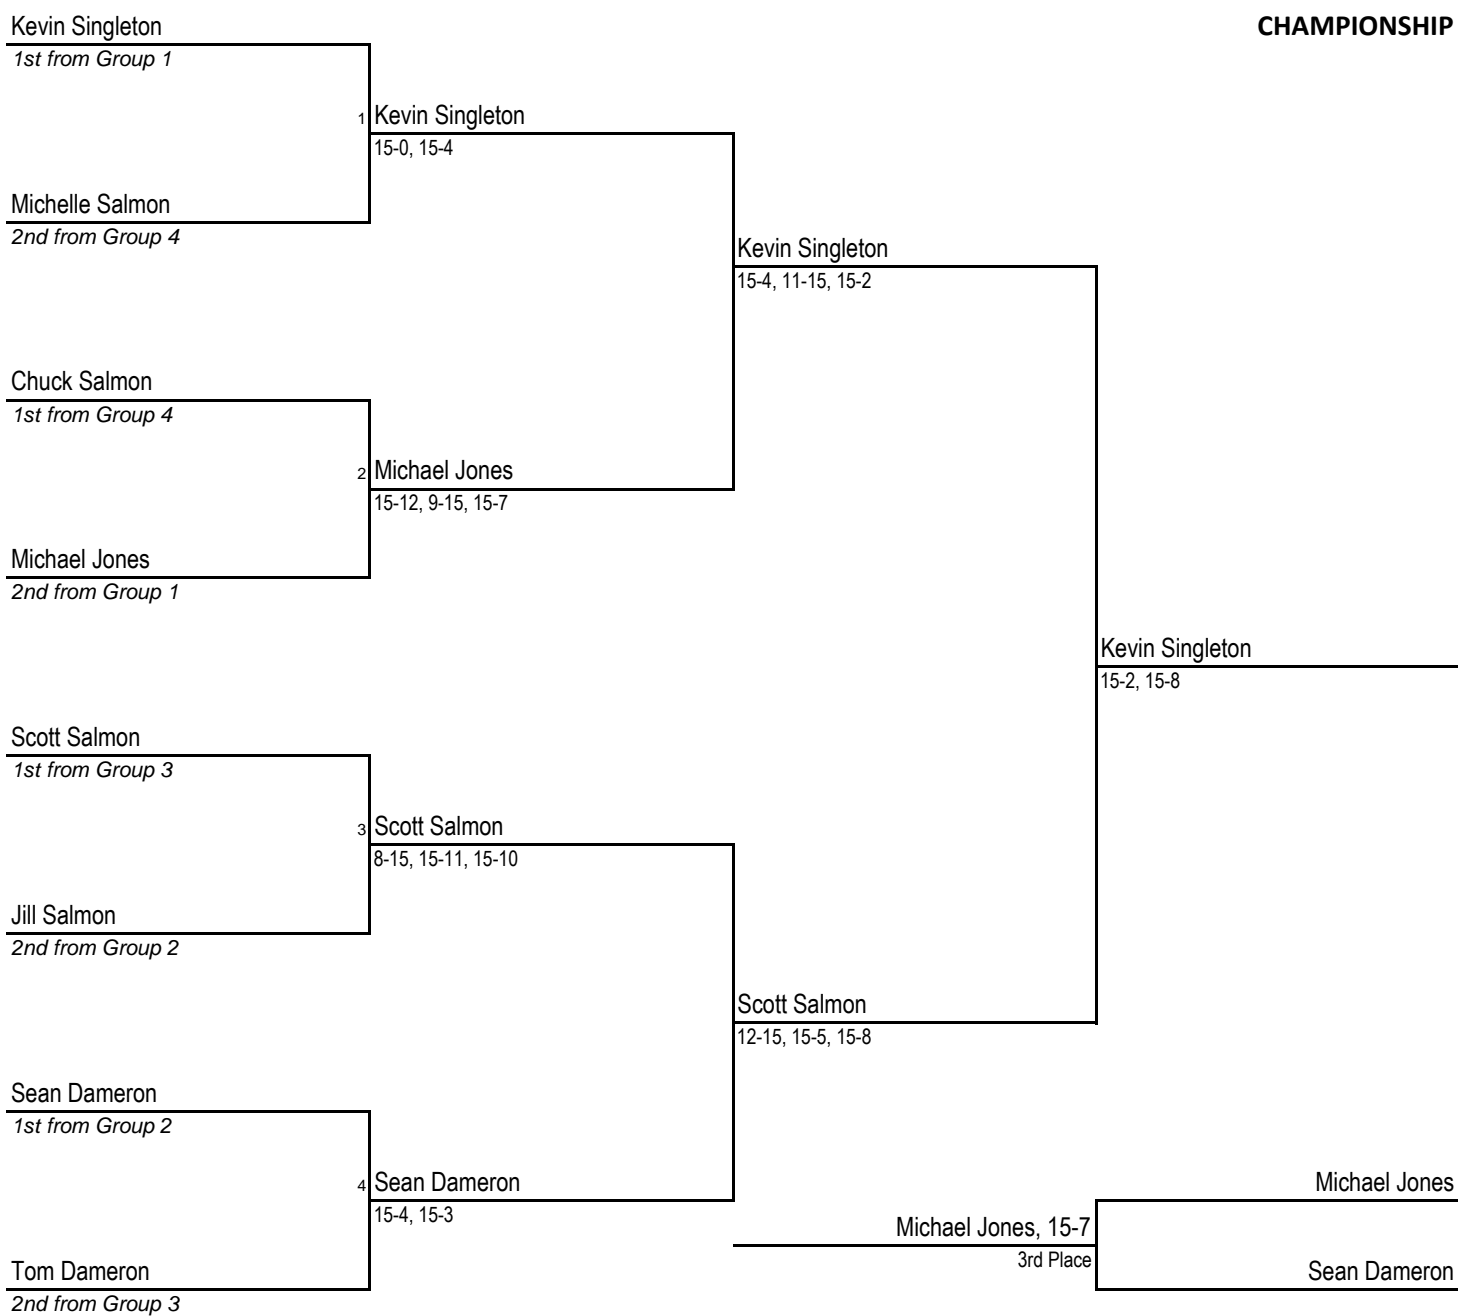 Kevin Singleton
CHAMPIONSHIP
1st from Group 1
1 Kevin Singleton
15-0, 15-4
Michelle Salmon
2nd from Group 4
Kevin Singleton
15-4, 11-15, 15-2
Chuck Salmon
1st from Group 4
2 Michael Jones
15-12, 9-15, 15-7
Michael Jones
2nd from Group 1
Kevin Singleton
15-2, 15-8
Scott Salmon
1st from Group 3
3 Scott Salmon
8-15, 15-11, 15-10
Jill Salmon
2nd from Group 2
Scott Salmon
12-15, 15-5, 15-8
Sean Dameron
1st from Group 2
4 Sean Dameron
15-4, 15-3
Michael Jones
Michael Jones, 15-7
3rd Place
Tom Dameron
Sean Dameron
2nd from Group 3